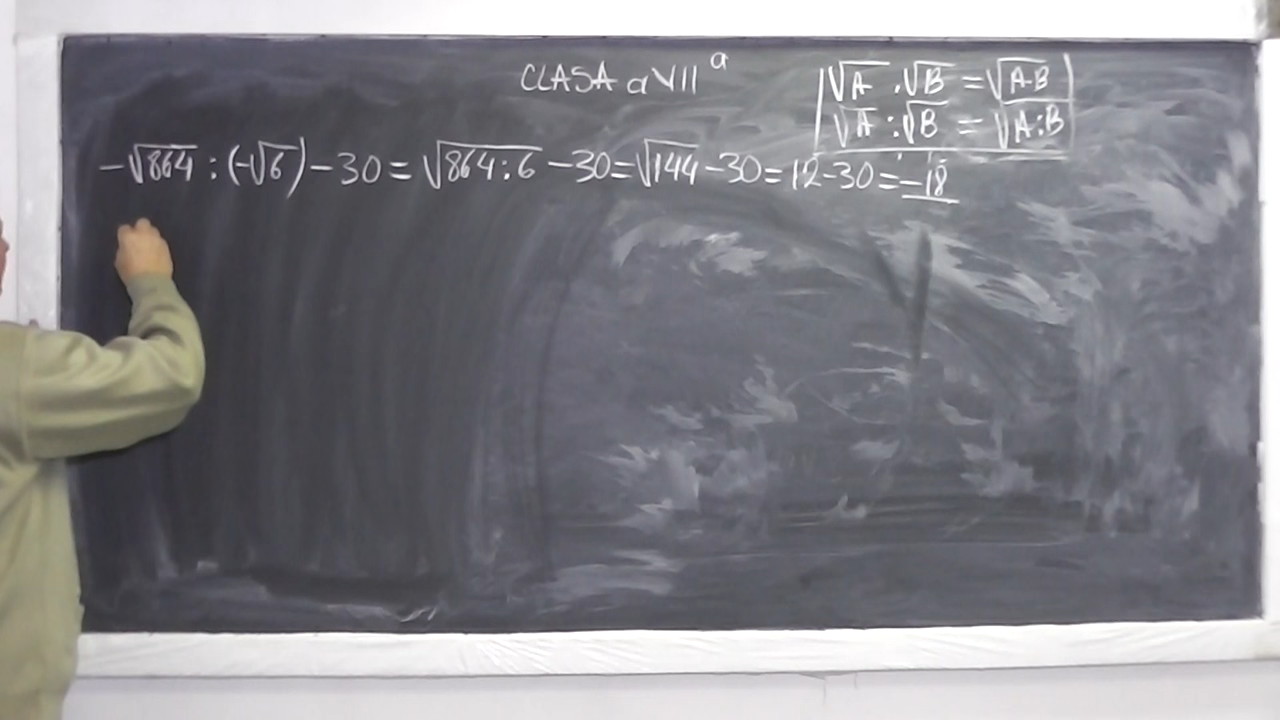 CLASA a VII a
√A · √B = √A·B
√A : √B = √A:B
-√864 : (-√6) - 30 = √864:6 - 30 = √144 - 30 = 12 - 30 = -18